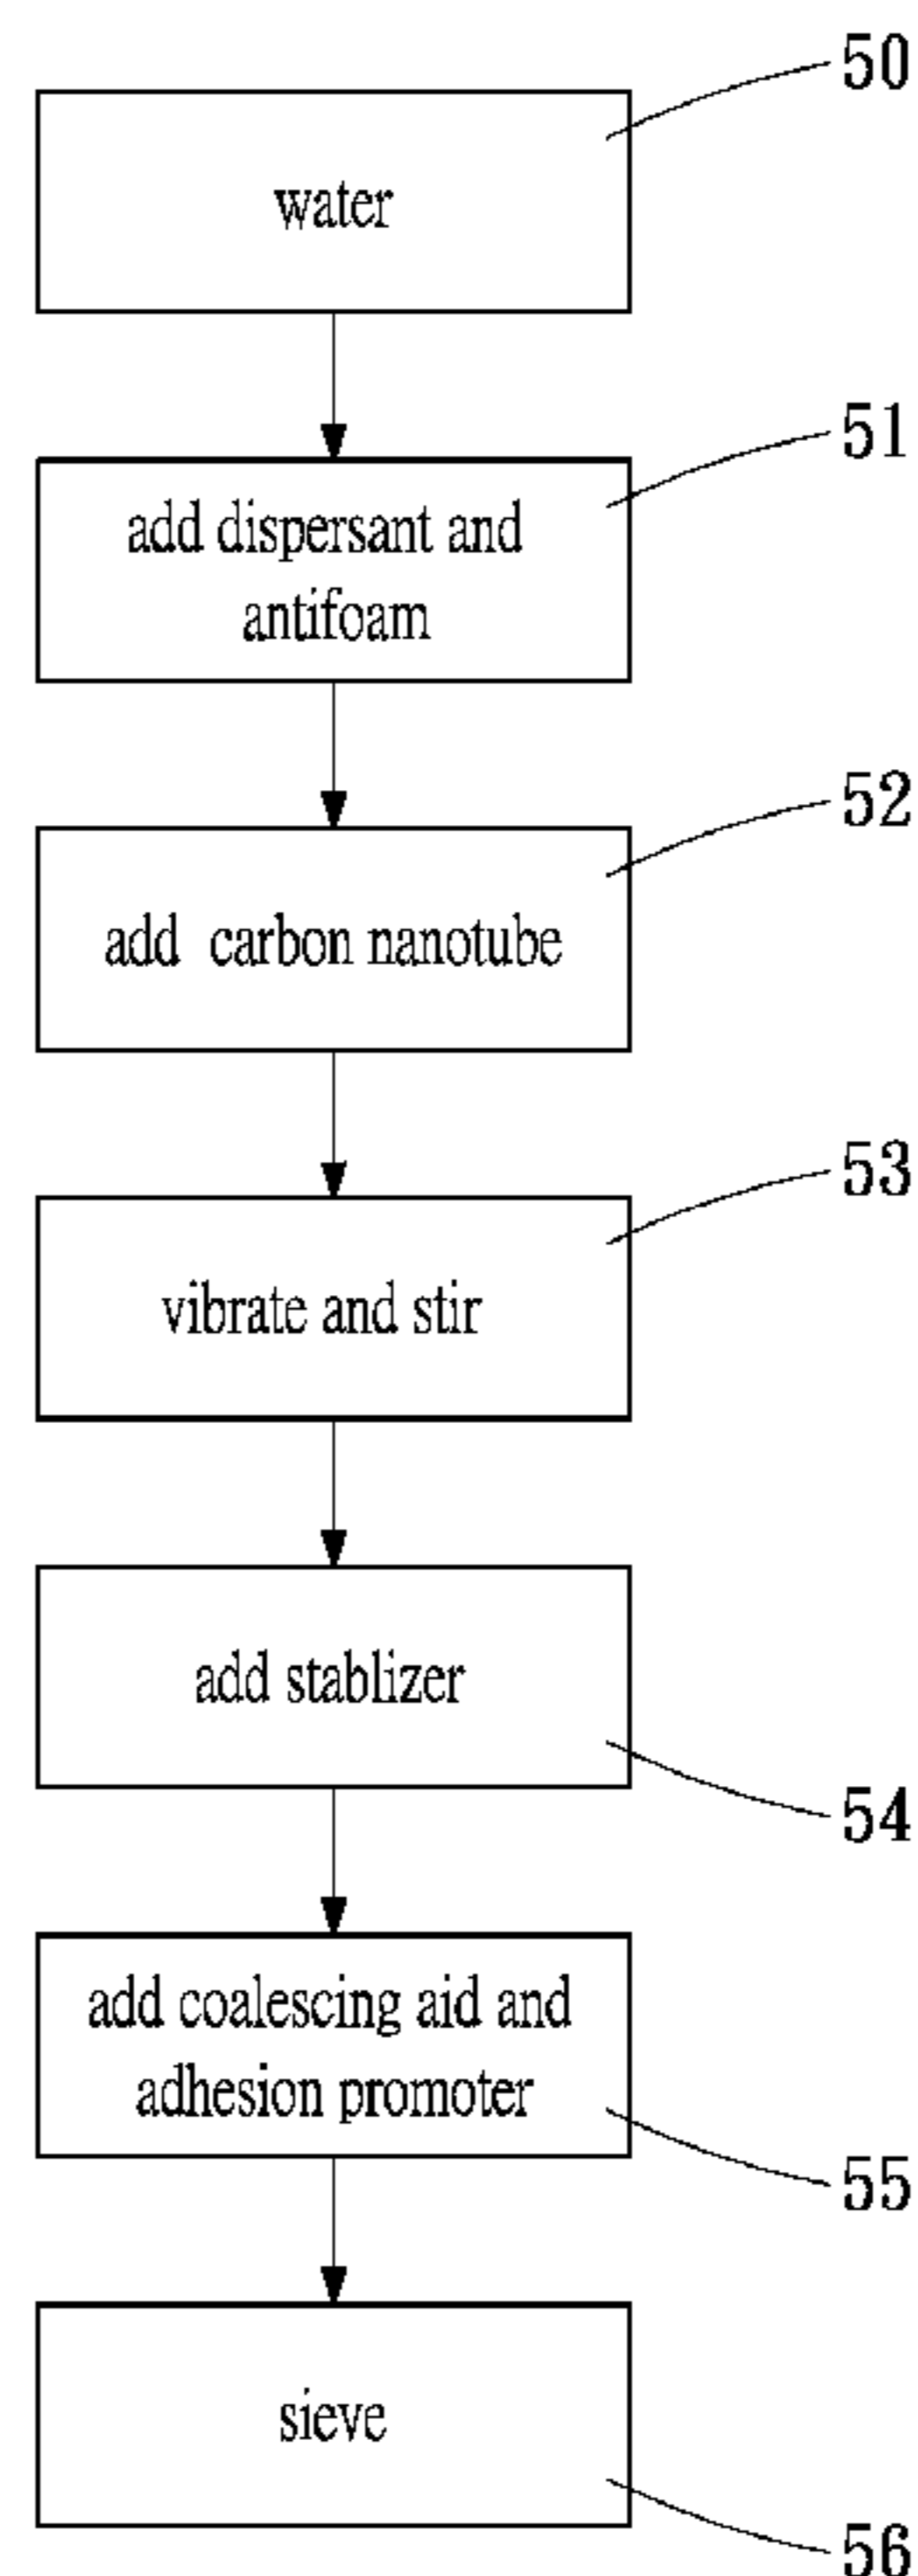 50
water
51
add dispersant and
antifoam
52
add carbon nanotube
53
vibrate and stir
add stablizer
54
add coalescing aid and
adhesion promoter
55
sieve
56